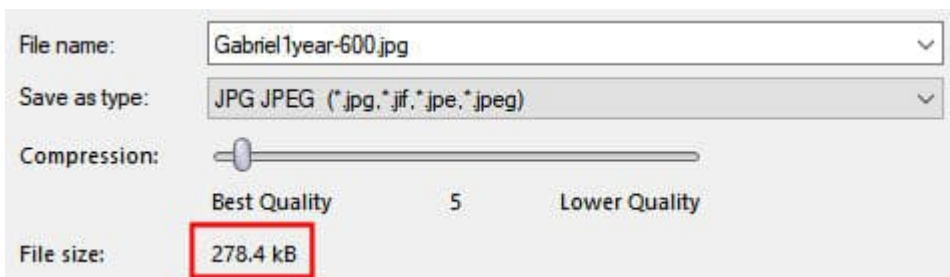 File name: Gabriel1year-600.jpg
Save as type: JPG JPEG (*.jpg,*.jif,*.jpe,*.jpeg)
Compression:
Best Quality 5 Lower Quality
File size: 278.4 kB